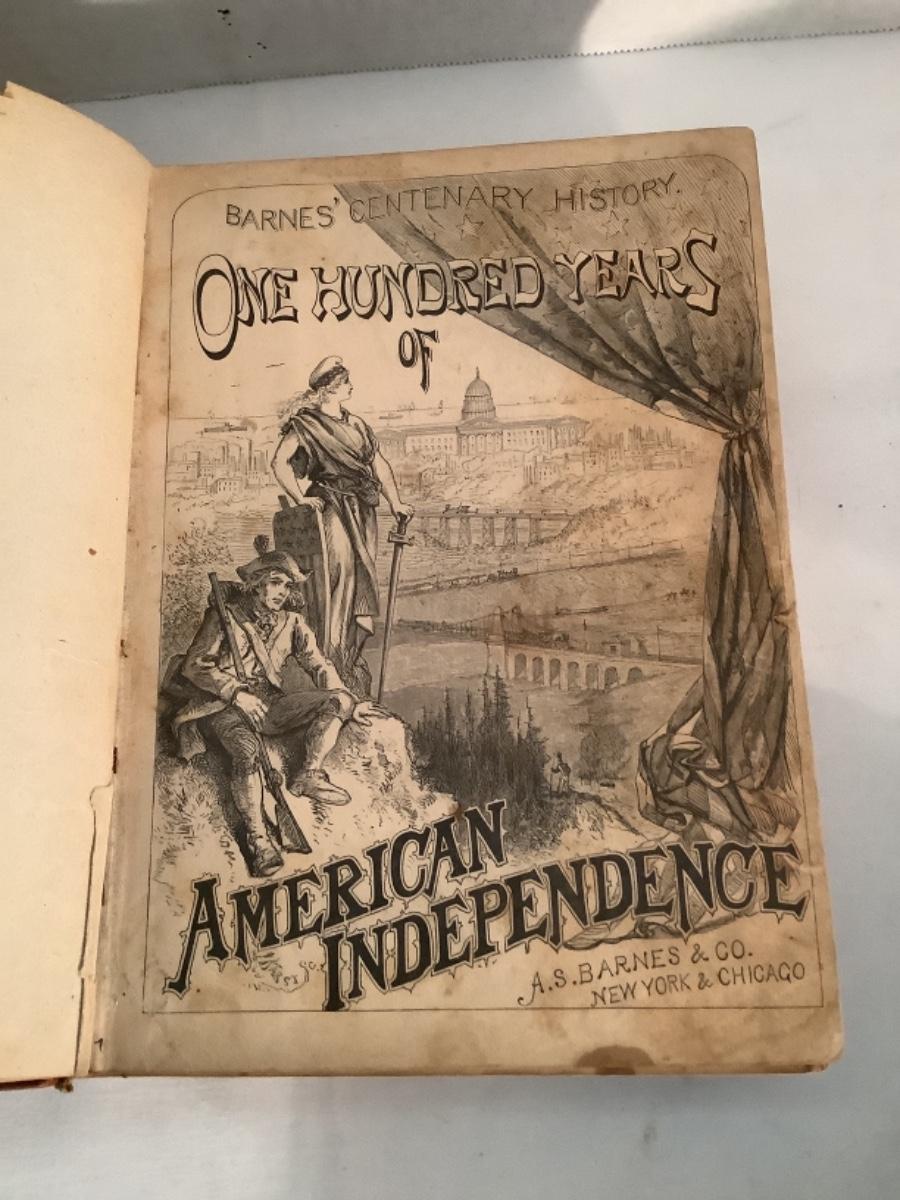 BARNES' CENTENARY HISTORY.
ONE HUNDRED YEARS
OF
AMERICAN
INDEPENDENCE
A.S. BARNES & CO.
NEW YORK & CHICAGO